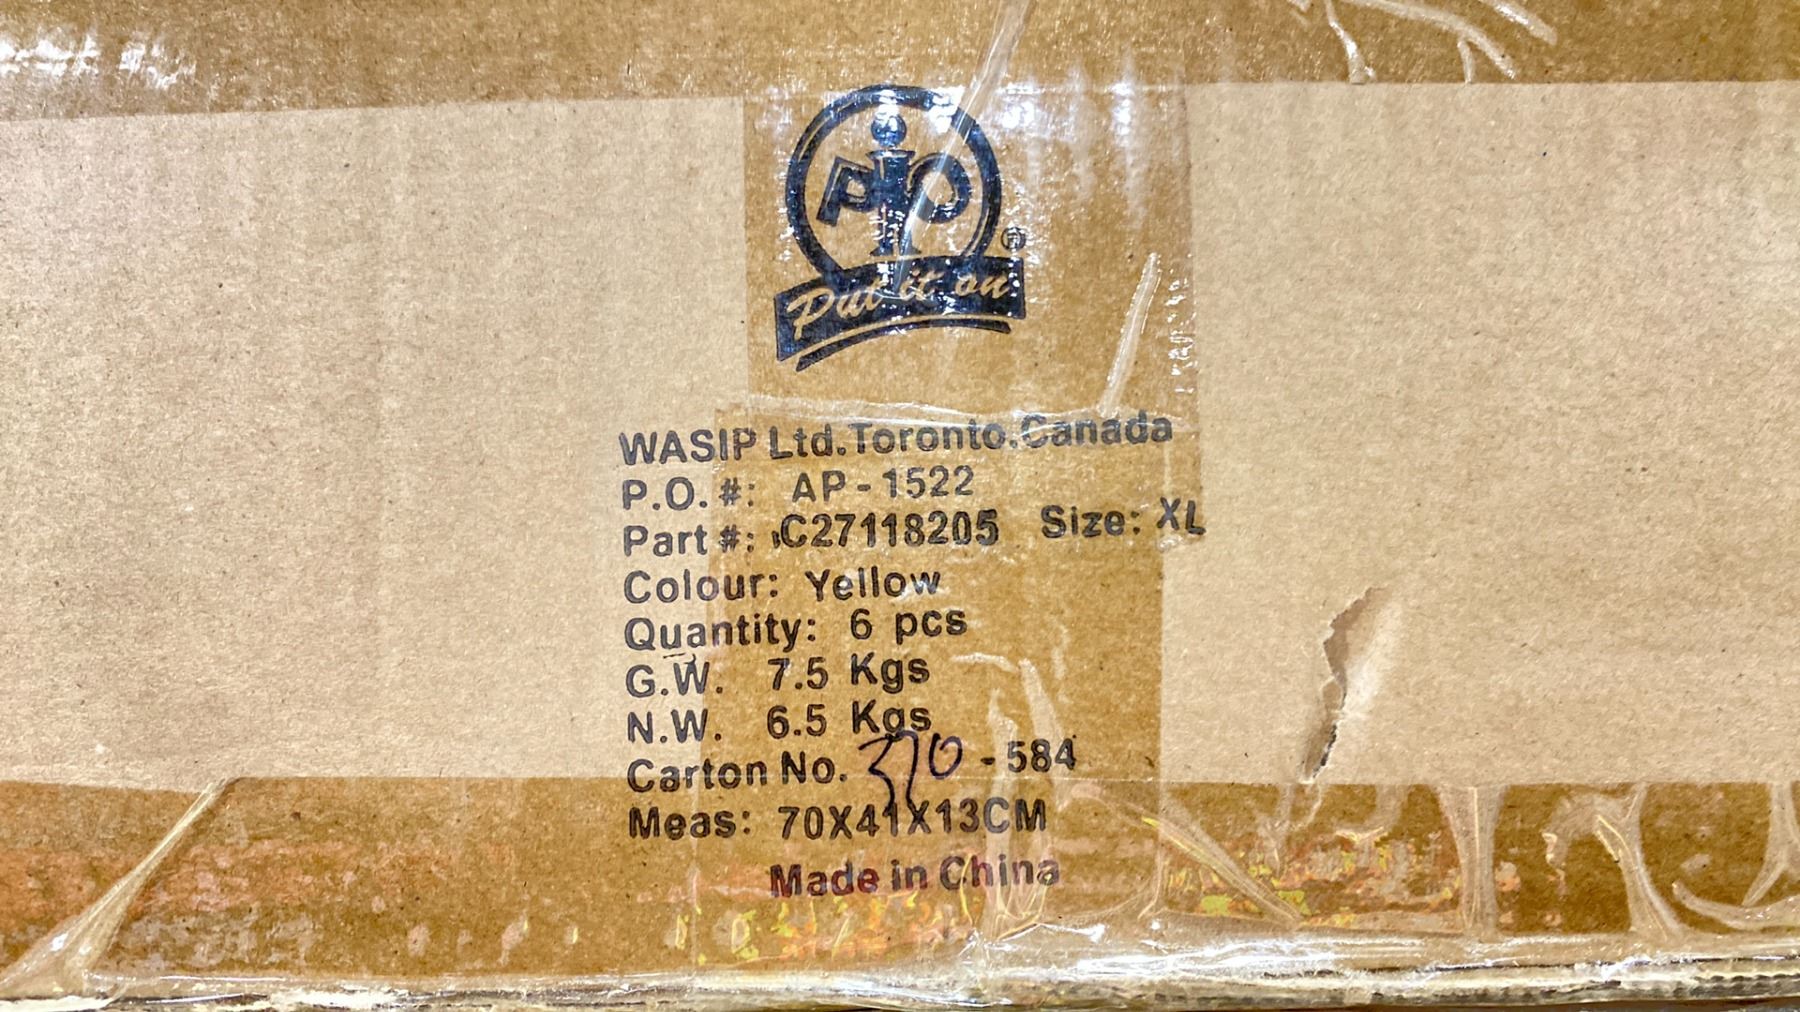 PiP
®
Put it on
WASIP Ltd. Toronto. Canada
P.O. #: AP-1522
Part #: C27118205 Size: XL
Colour: Yellow
Quantity: 6 pcs
G.W. 7.5 Kgs
N.W. 6.5 Kgs
Carton No. 370 - 584
Meas: 70X41X13CM
Made in China